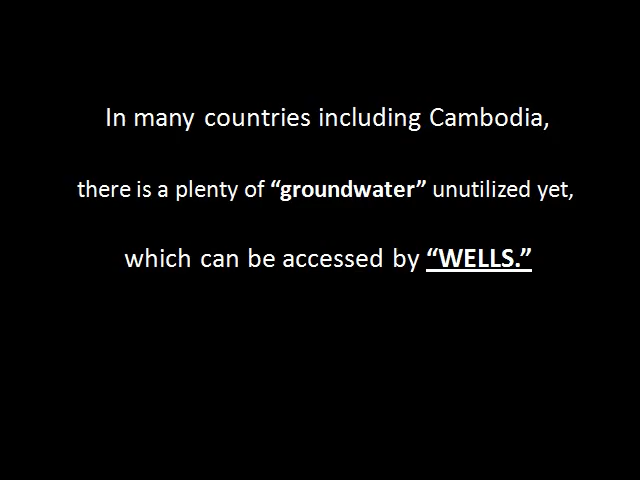 In many countries including Cambodia,
there is a plenty of “groundwater” unutilized yet,
which can be accessed by “WELLS.”